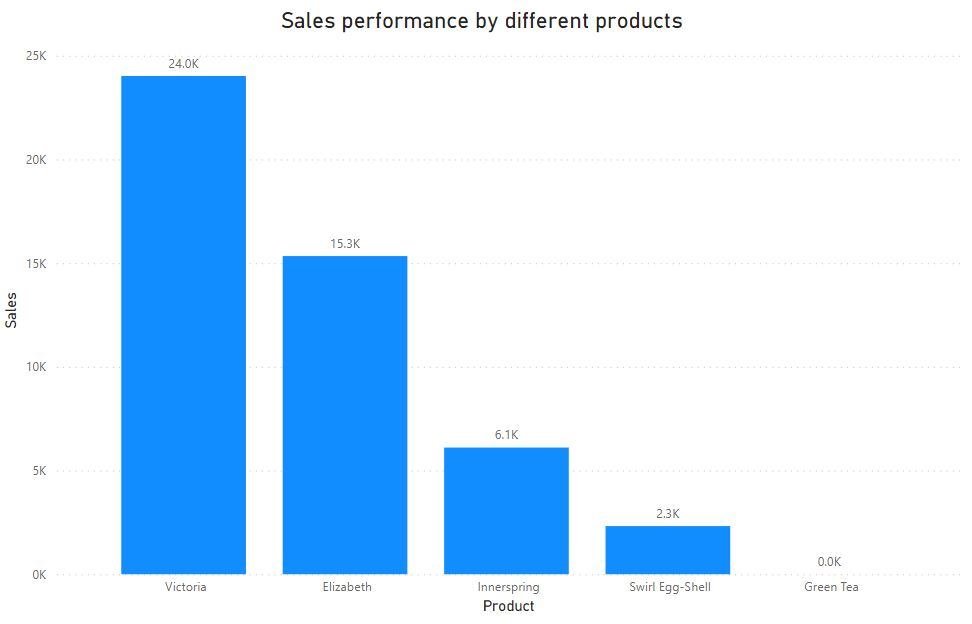 Sales performance by different products
25K
24.0K
20K
15.3K
15K
Sales
10K
6.1K
5K
2.3K
0.0K
0K
Victoria Elizabeth Innerspring Swirl Egg-Shell Green Tea
Product